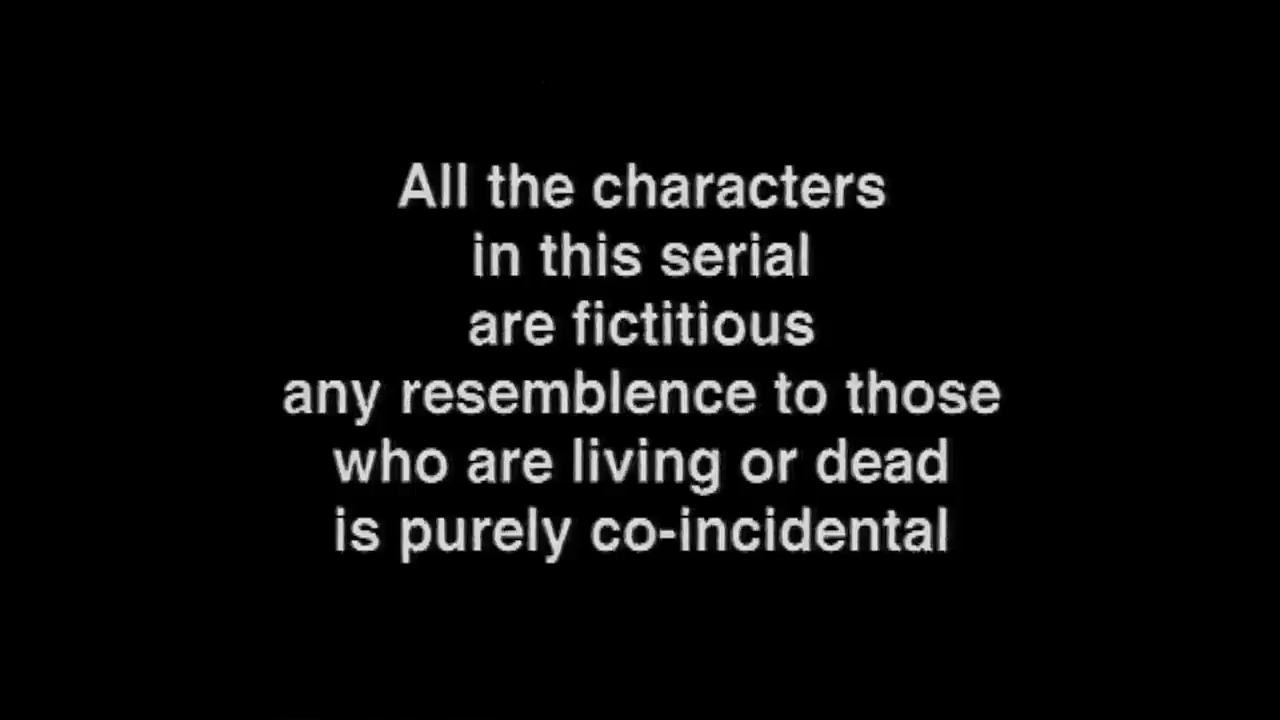 All the characters
in this serial
are fictitious
any resemblence to those
who are living or dead
is purely co-incidental